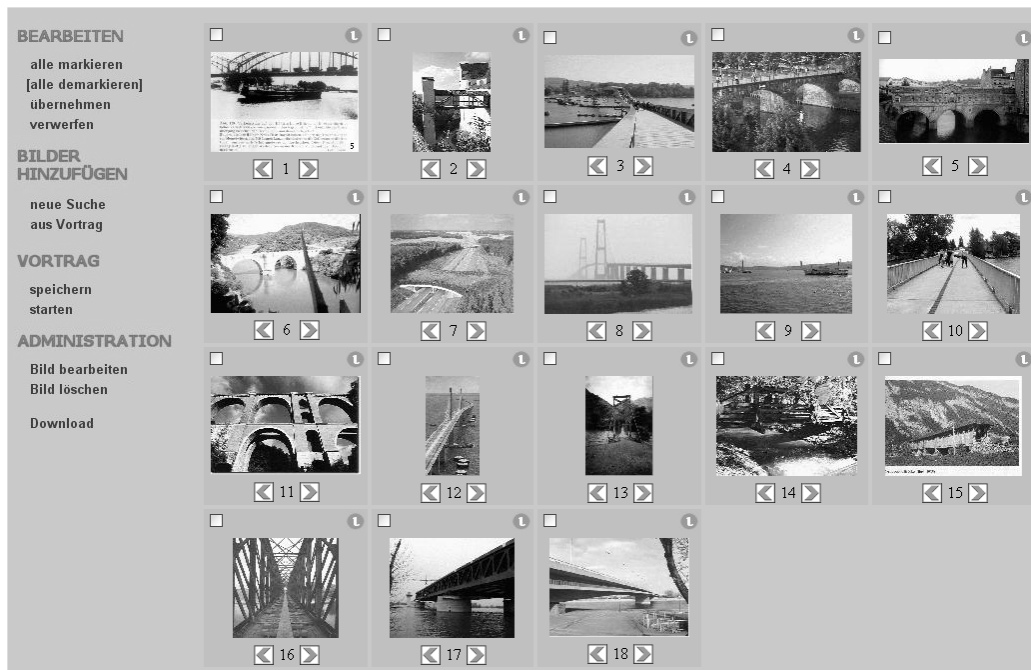 BEARBEITEN
alle markieren
[alle demarkieren]
übernehmen
verwerfen
BILDER
HINZUFÜGEN
neue Suche
aus Vortrag
VORTRAG
speichern
starten
ADMINISTRATION
Bild bearbeiten
Bild löschen
Download
5
1
2
3
4
5
6
7
8
9
10
11
12
13
14
15
16
17
18